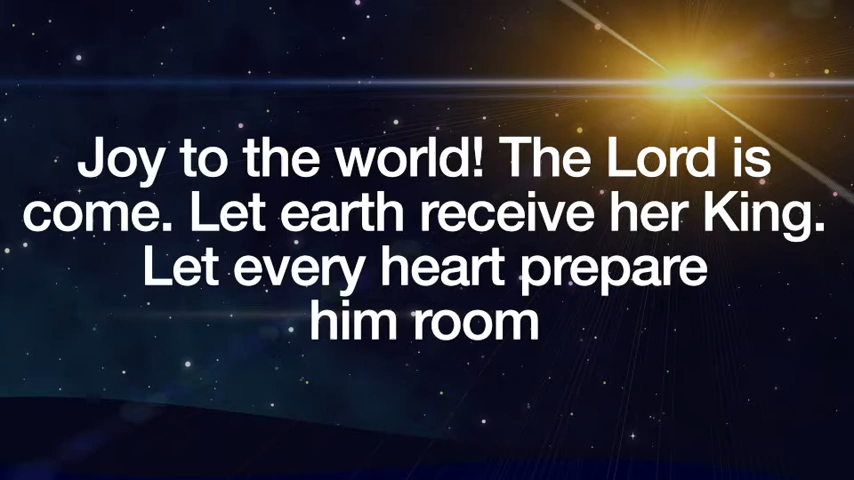 Joy to the world! The Lord is
come. Let earth receive her King.
Let every heart prepare
him room